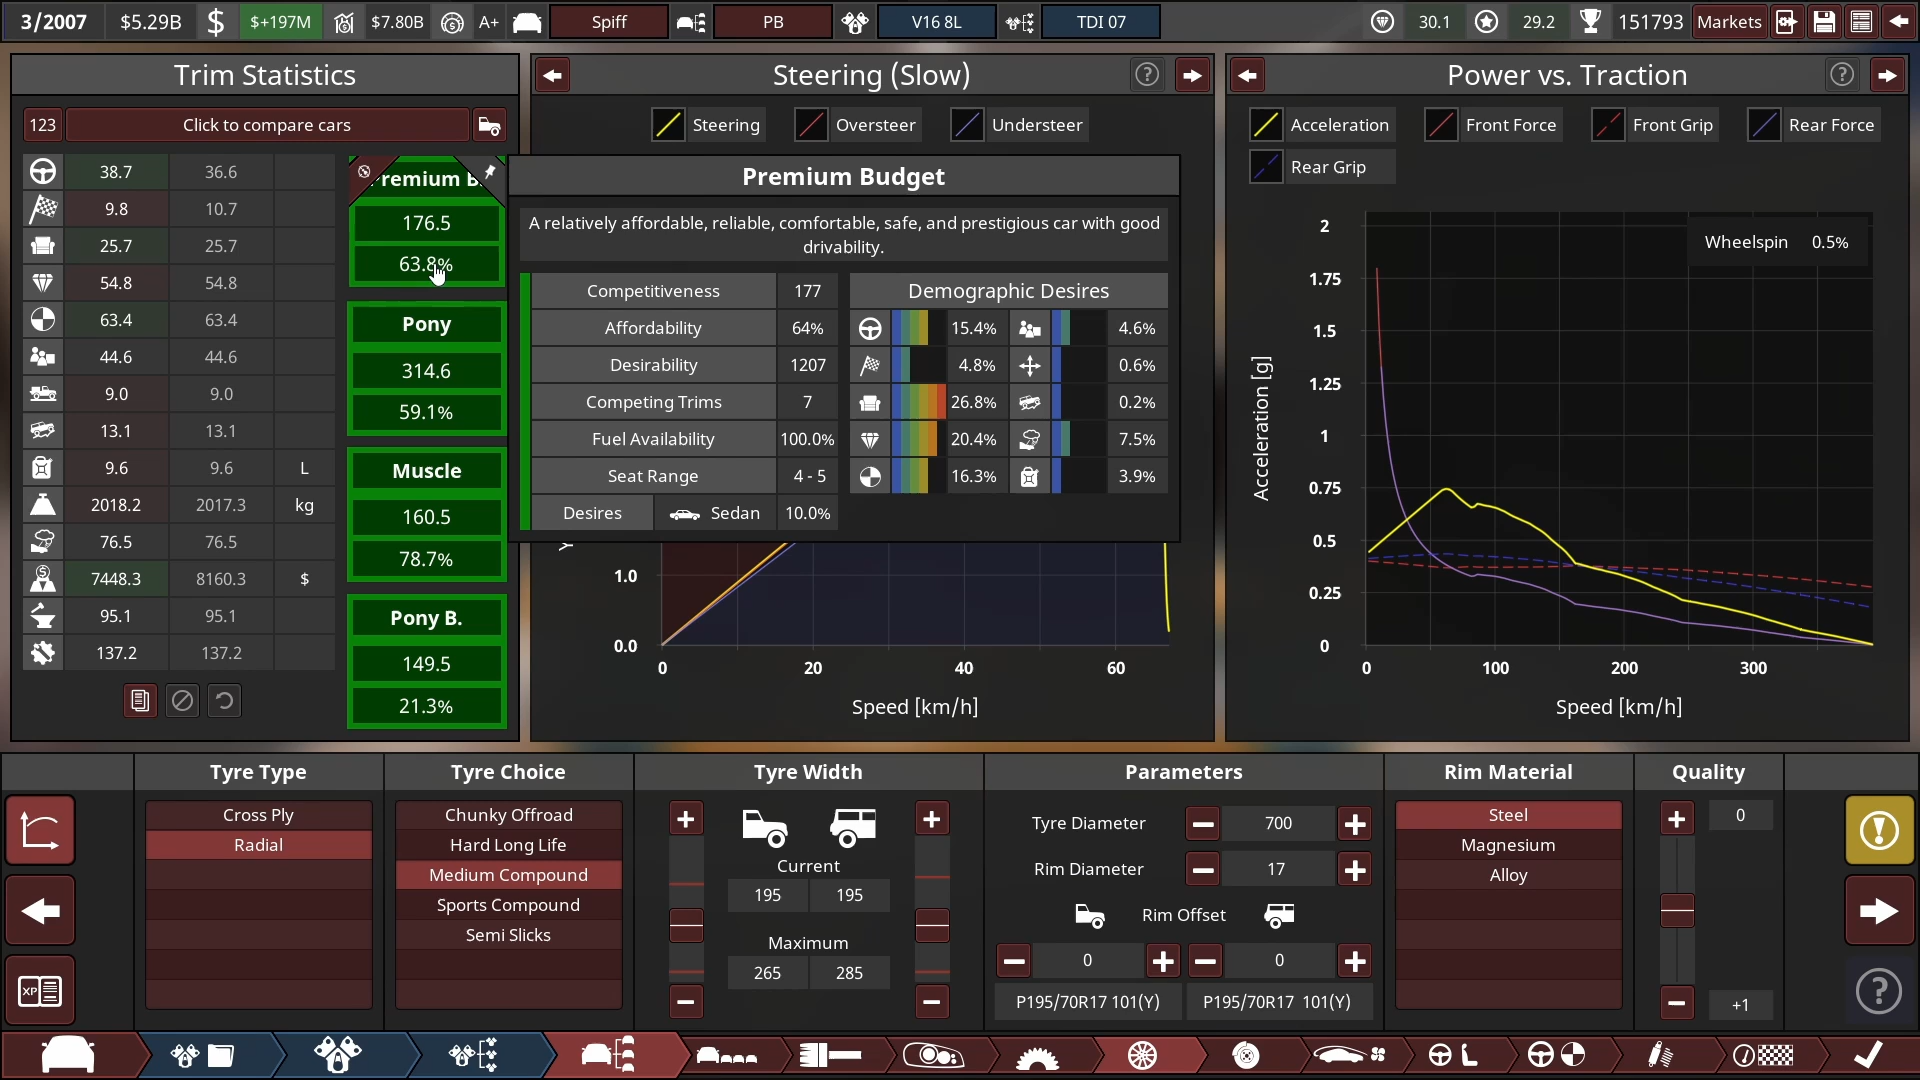 3/2007
$5.29B
$+197M
$7.80B
A+
Spiff
PB
V16 8L
TDI 07
30.1
29.2
151793
Markets
Trim Statistics
123
Click to compare cars
38.7 36.6
9.8 10.7
25.7 25.7
54.8 54.8
63.4 63.4
44.6 44.6
9.0 9.0
13.1 13.1
9.6 9.6 L
2018.2 2017.3 kg
76.5 76.5
7448.3 8160.3 $
95.1 95.1
137.2 137.2
remium B.
176.5
63.8%
Pony
314.6
59.1%
Muscle
160.5
78.7%
Pony B.
149.5
21.3%
Steering (Slow)
?
Steering
Oversteer
Understeer
Premium Budget
A relatively affordable, reliable, comfortable, safe, and prestigious car with good
drivability.
Competitiveness 177
Affordability 64%
Desirability 1207
Competing Trims 7
Fuel Availability 100.0%
Seat Range 4 - 5
Desires Sedan 10.0%
Demographic Desires
15.4% 4.6%
4.8% 0.6%
26.8% 0.2%
20.4% 7.5%
16.3% 3.9%
1.0
0.0
0 20 40 60
Speed [km/h]
Power vs. Traction
?
Acceleration
Front Force
Front Grip
Rear Force
Rear Grip
Wheelspin 0.5%
Acceleration [g]
2
1.75
1.5
1.25
1
0.75
0.5
0.25
0
0 100 200 300
Speed [km/h]
Tyre Type
Cross Ply
Radial
Tyre Choice
Chunky Offroad
Hard Long Life
Medium Compound
Sports Compound
Semi Slicks
Tyre Width
Current
195 195
Maximum
265 285
Parameters
Tyre Diameter 700
Rim Diameter 17
Rim Offset
0 0
P195/70R17 101(Y) P195/70R17 101(Y)
Rim Material
Steel
Magnesium
Alloy
Quality
0
+1
XP
?